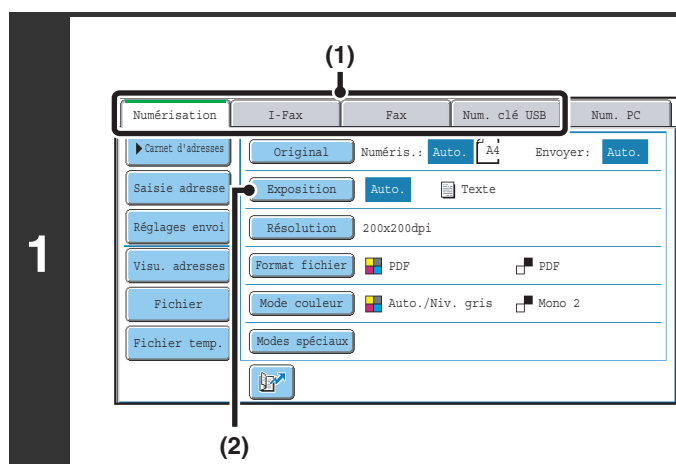 (1)
Numérisation I-Fax Fax Num. clé USB Num. PC
Carnet d'adresses Original Numéris.: Auto. A4 Envoyer: Auto.
Saisie adresse Exposition Auto. Texte
Réglages envoi Résolution 200x200dpi
1
Visu. adresses Format fichier PDF PDF
Fichier Mode couleur Auto./Niv. gris Mono 2
Fichier temp. Modes spéciaux
(2)